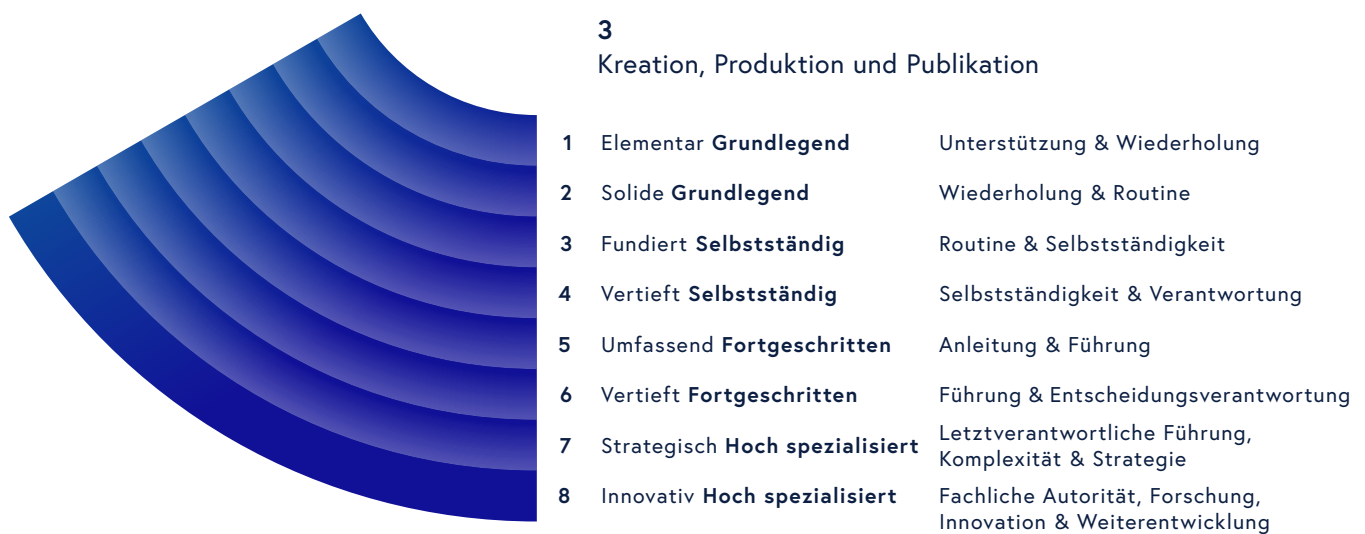 3
Kreation, Produktion und Publikation
1 Elementar Grundlegend Unterstützung & Wiederholung
2 Solide Grundlegend Wiederholung & Routine
3 Fundiert Selbstständig Routine & Selbstständigkeit
4 Vertieft Selbstständig Selbstständigkeit & Verantwortung
5 Umfassend Fortgeschritten Anleitung & Führung
6 Vertieft Fortgeschritten Führung & Entscheidungsverantwortung
7 Strategisch Hoch spezialisiert Letztverantwortliche Führung,
Komplexität & Strategie
8 Innovativ Hoch spezialisiert Fachliche Autorität, Forschung,
Innovation & Weiterentwicklung